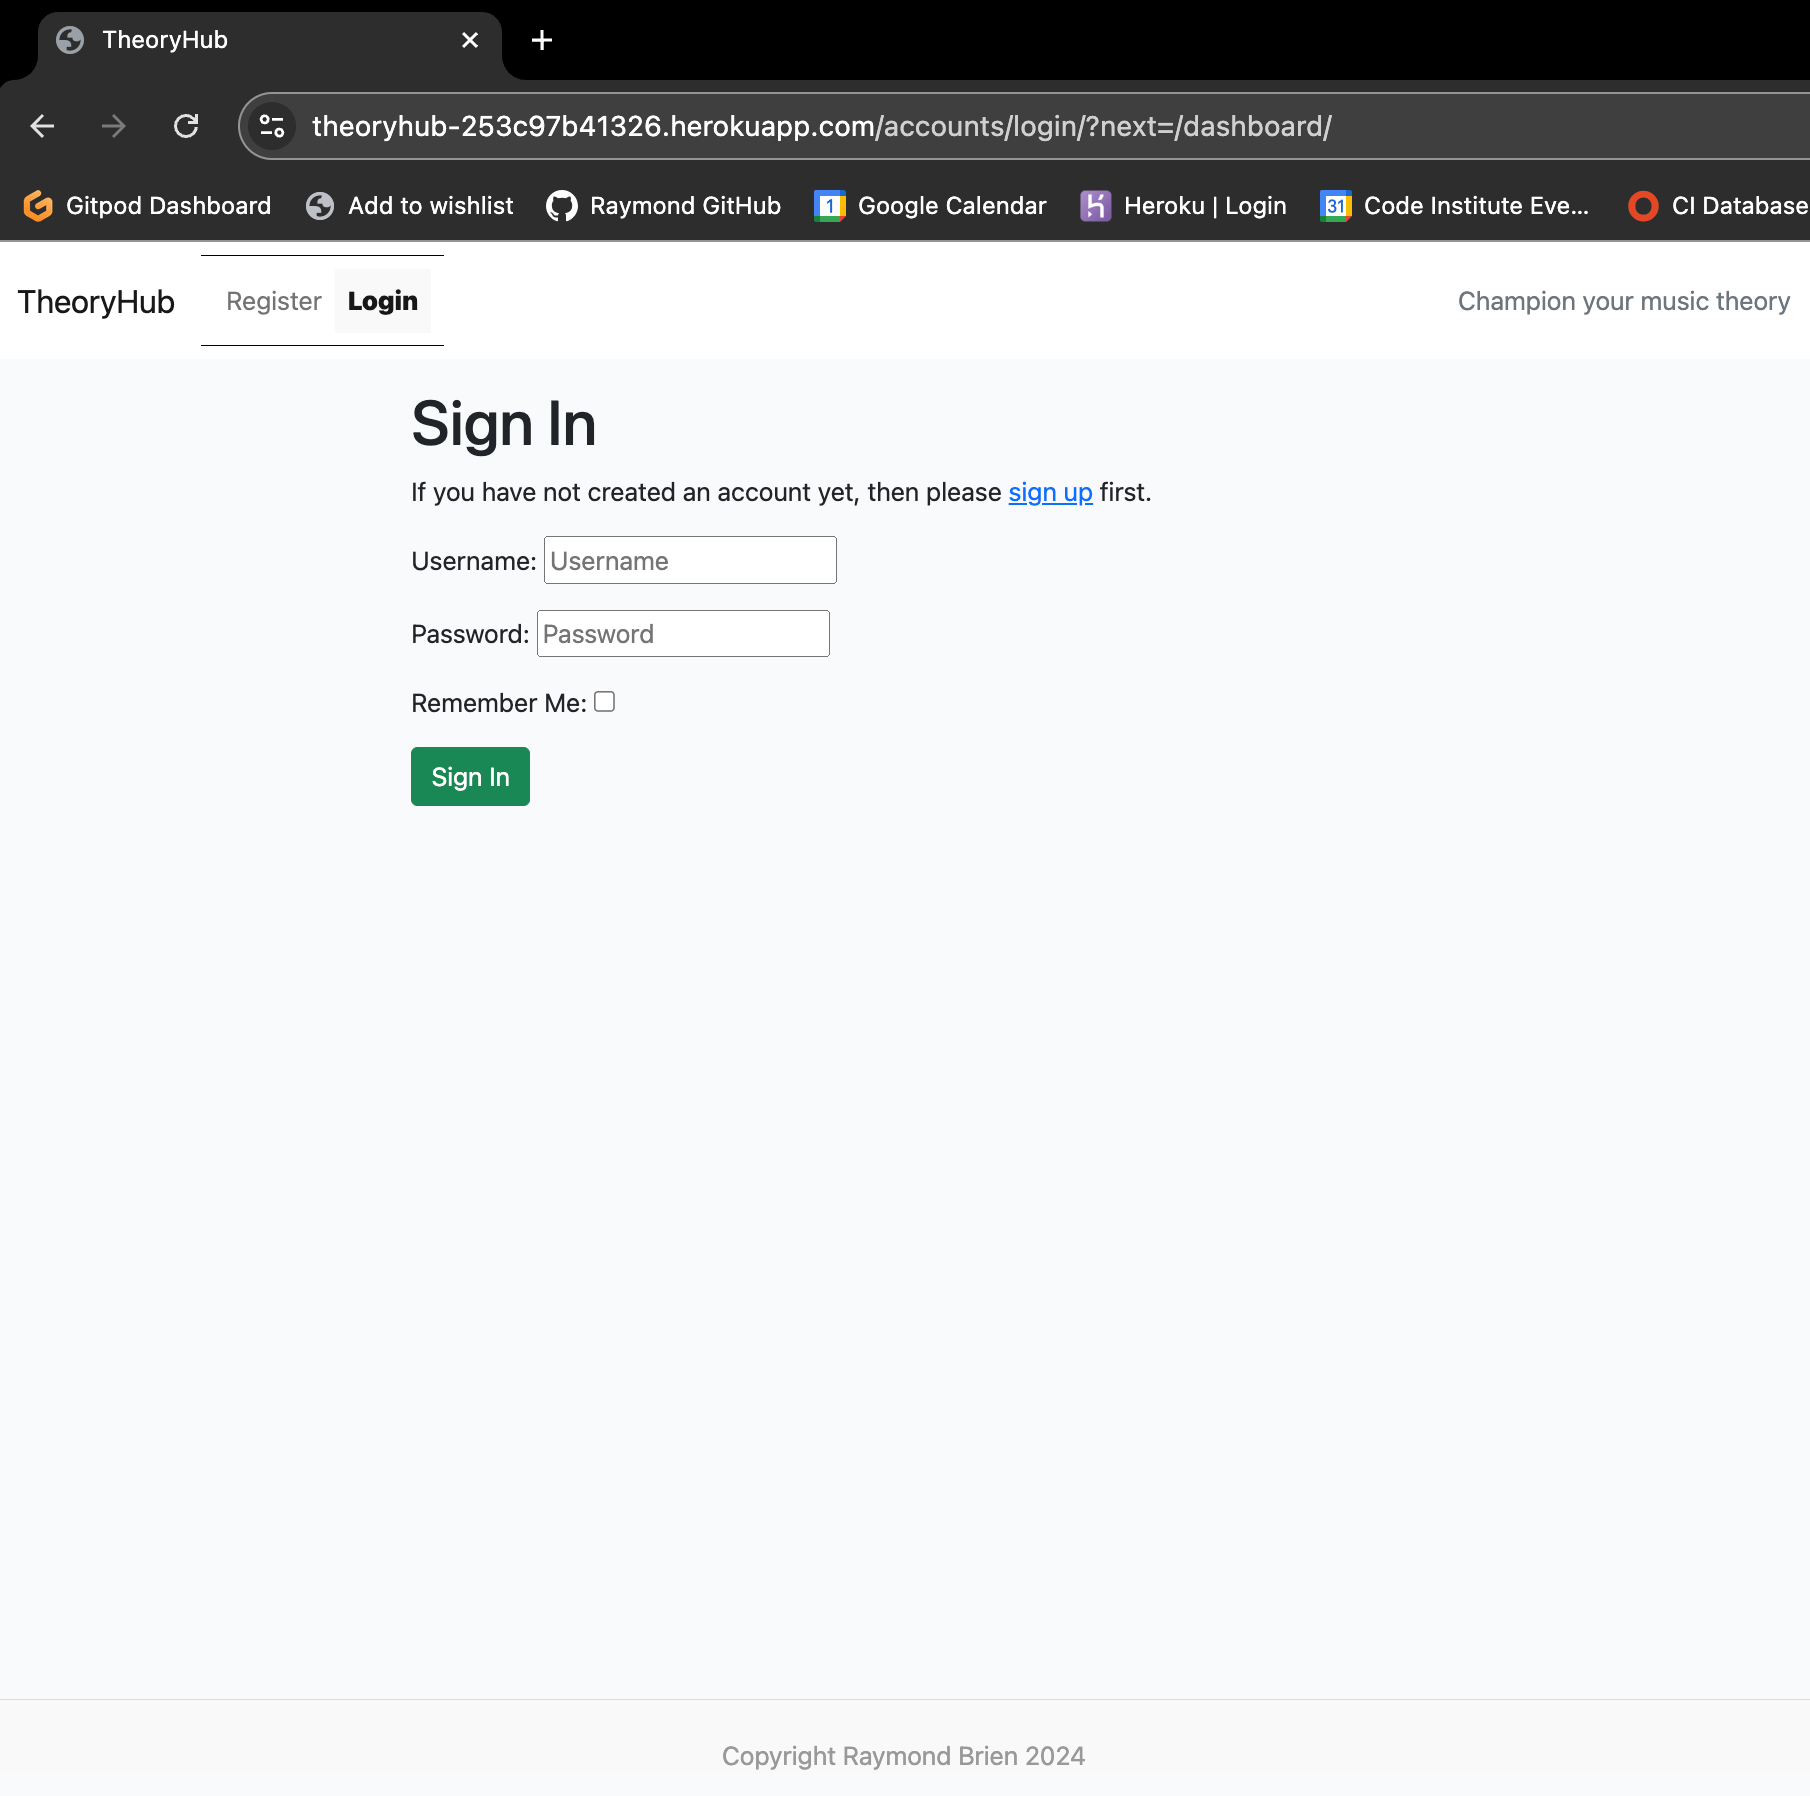 TheoryHub
theoryhub-253c97b41326.herokuapp.com/accounts/login/?next=/dashboard/
Gitpod Dashboard Add to wishlist Raymond GitHub 1 Google Calendar Heroku | Login 31 Code Institute Eve... CI Database
TheoryHub Register Login Champion your music theory
Sign In
If you have not created an account yet, then please sign up first.
Username: Username
Password: Password
Remember Me:
Sign In
Copyright Raymond Brien 2024